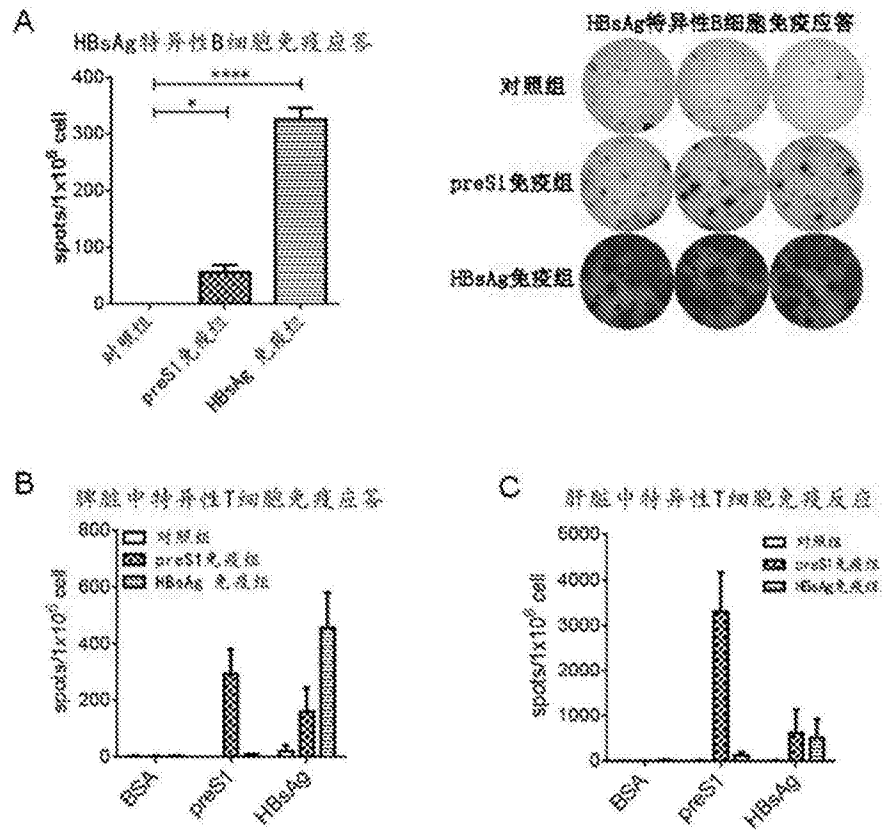 A
HBsAg特异性B细胞免疫应答
****
*
400
300
200
100
0
spots/1x10⁶ cell
对照组
preS1免疫组
HBsAg 免疫组
HBsAg特异性B细胞免疫应答
对照组
preS1免疫组
HBsAg免疫组
B
脾脏中特异性T细胞免疫应答
800
600
400
200
0
spots/1x10⁶ cell
对照组
preS1免疫组
HBsAg 免疫组
BSA
preS1
HBsAg
C
肝脏中特异性T细胞免疫反应
5000
4000
3000
2000
1000
0
spots/1x10⁶ cell
对照组
preS1免疫组
HBsAg免疫组
BSA
preS1
HBsAg